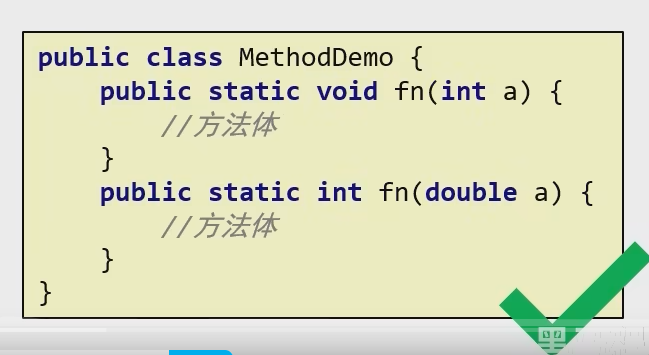 public class MethodDemo {
    public static void fn(int a) {
        //方法体
    }
    public static int fn(double a) {
        //方法体
    }
}